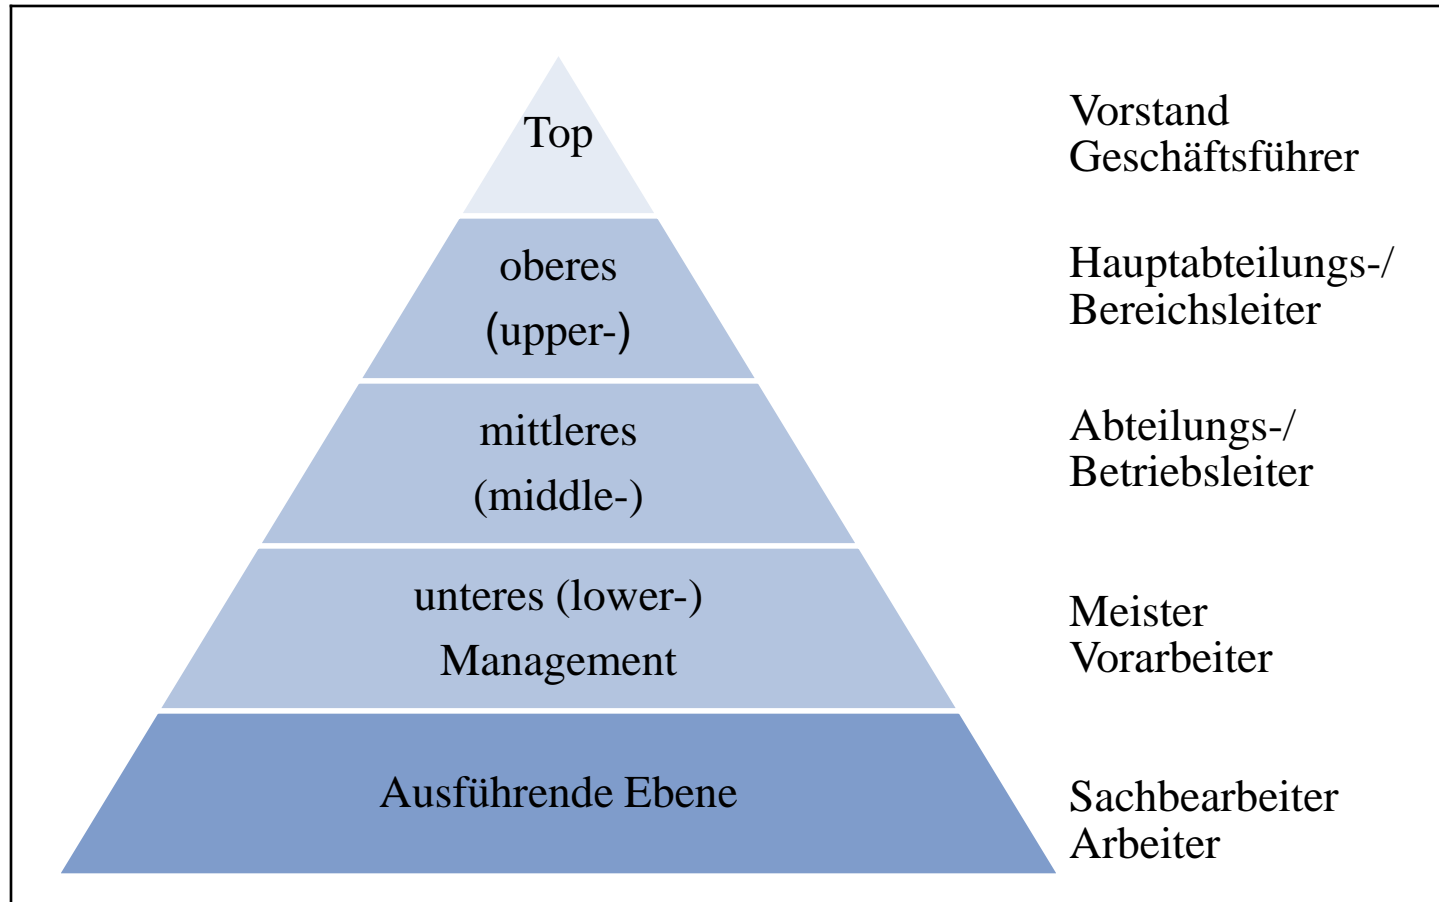 Top
Vorstand
Geschäftsführer
oberes
(upper-)
Hauptabteilungs-/
Bereichsleiter
mittleres
(middle-)
Abteilungs-/
Betriebsleiter
unteres (lower-)
Management
Meister
Vorarbeiter
Ausführende Ebene
Sachbearbeiter
Arbeiter